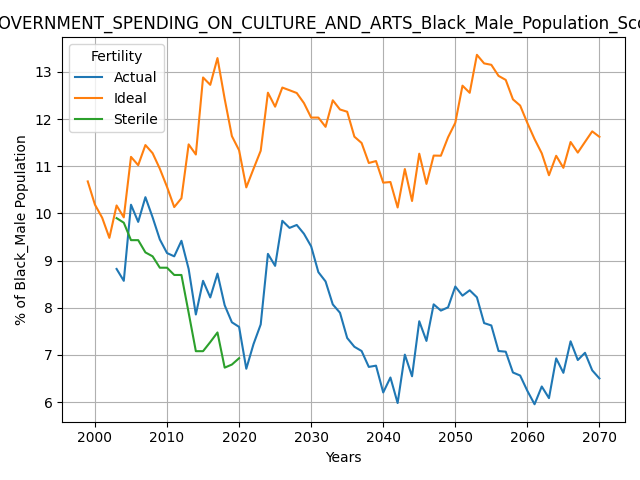 OVERNMENT_SPENDING_ON_CULTURE_AND_ARTS_Black_Male_Population_Sco
Fertility
Actual
Ideal
Sterile
% of Black_Male Population
13
12
11
10
9
8
7
6
2000 2010 2020 2030 2040 2050 2060 2070
Years